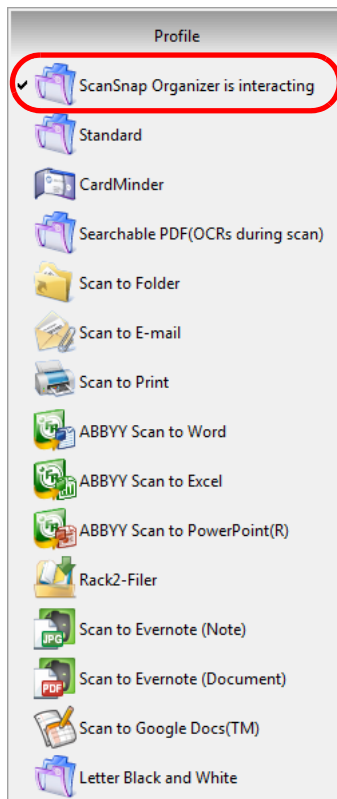 Profile
ScanSnap Organizer is interacting
Standard
CardMinder
Searchable PDF(OCRs during scan)
Scan to Folder
Scan to E-mail
Scan to Print
ABBYY Scan to Word
ABBYY Scan to Excel
ABBYY Scan to PowerPoint(R)
Rack2-Filer
JPG
Scan to Evernote (Note)
PDF
Scan to Evernote (Document)
Scan to Google Docs(TM)
Letter Black and White